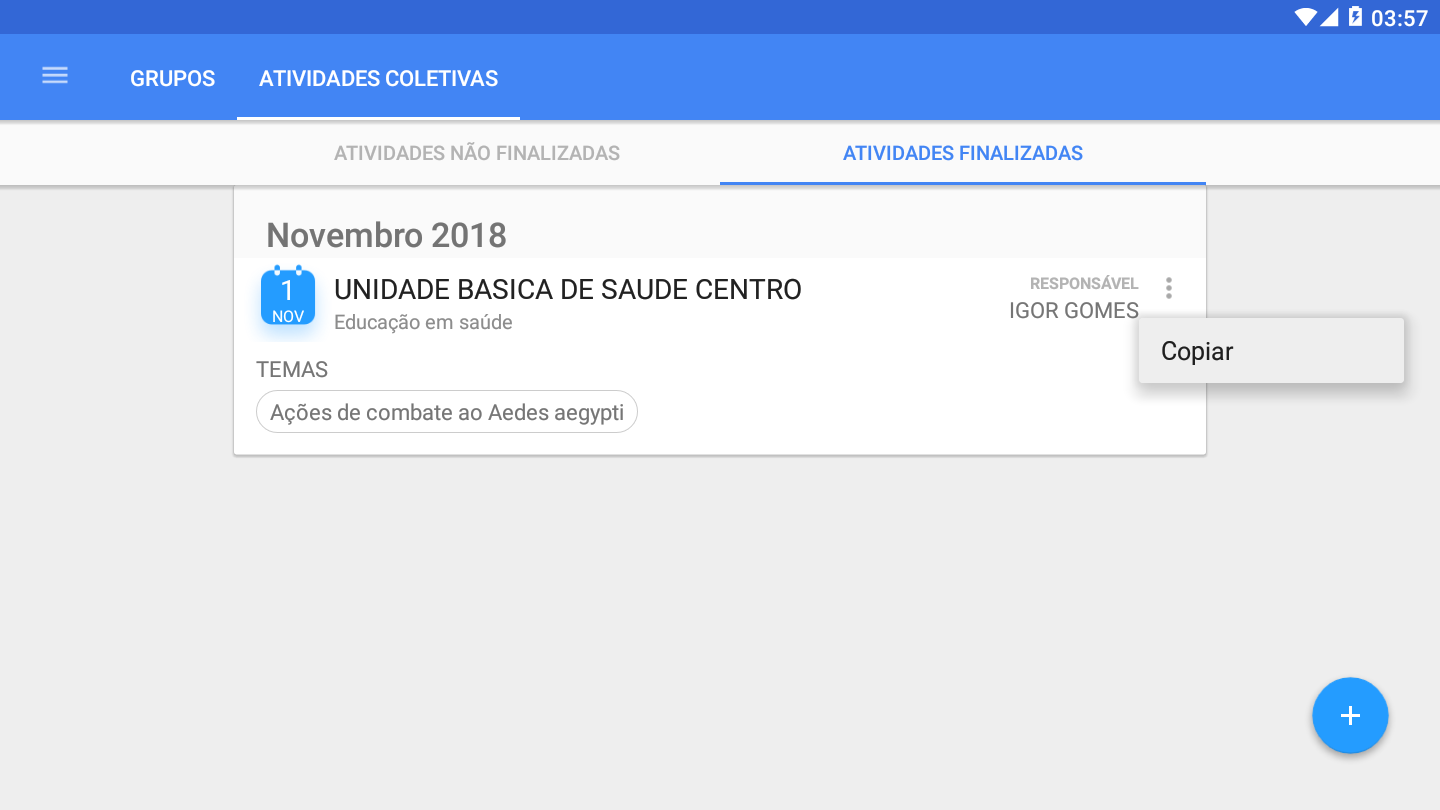 03:57
GRUPOS
ATIVIDADES COLETIVAS
ATIVIDADES NÃO FINALIZADAS
ATIVIDADES FINALIZADAS
Novembro 2018
1
NOV
UNIDADE BASICA DE SAUDE CENTRO
Educação em saúde
RESPONSÁVEL
IGOR GOMES
Copiar
TEMAS
Ações de combate ao Aedes aegypti